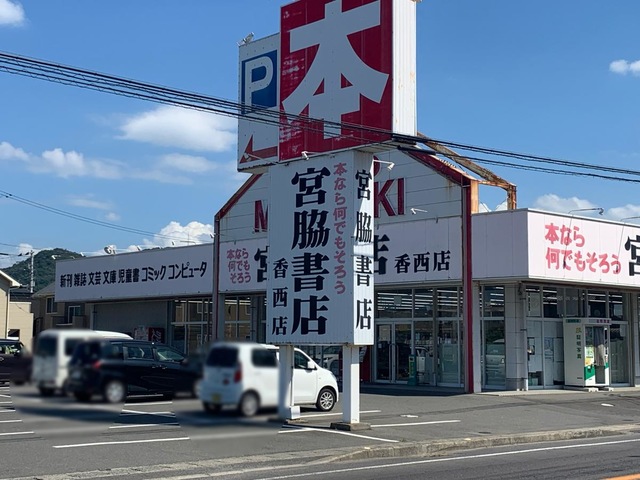 本
P
本なら何でもそろう
宮脇書店
香西店
宮脇書店
M
KI
本なら
何でもそろう
宮
店
香西店
新刊 雑誌 文芸 文庫 児童書 コミック コンピュータ
本なら
何でもそろう
宮